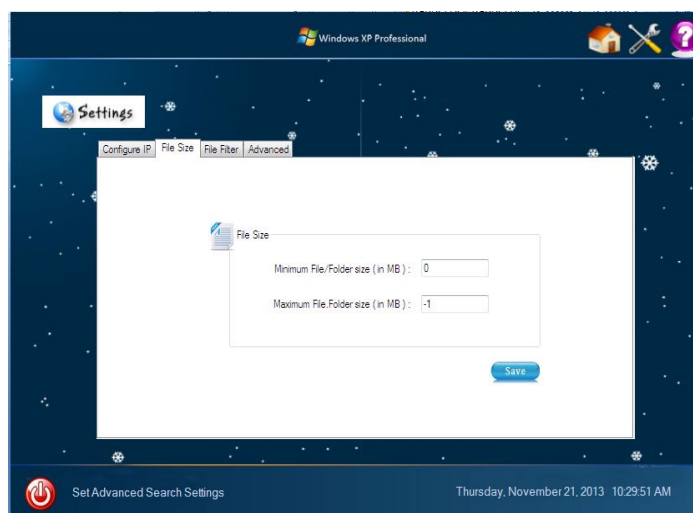 Windows XP Professional
Settings
Configure IP File Size File Filter Advanced
File Size
Minimum File/Folder size ( in MB ) : 0
Maximum File.Folder size ( in MB ) : -1
Save
Set Advanced Search Settings
Thursday, November 21, 2013 10:29:51 AM